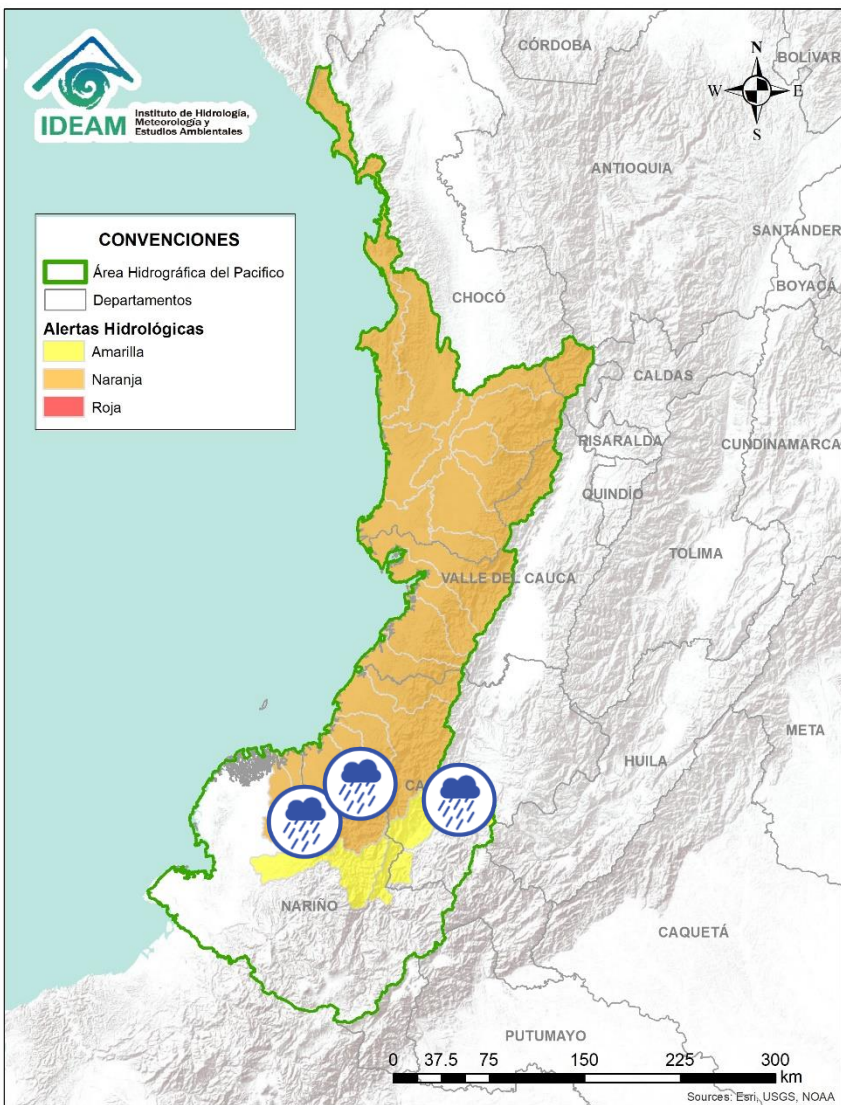 IDEAM
Instituto de Hidrología,
Meteorología y
Estudios Ambientales
N
W
E
S
CONVENCIONES
Área Hidrográfica del Pacifico
Departamentos
Alertas Hidrológicas
Amarilla
Naranja
Roja
CÓRDOBA
BOLÍVAR
ANTIOQUIA
SANTANDER
BOYACÁ
CHOCÓ
CALDAS
RISARALDA
CUNDINAMARCA
QUINDÍO
TOLIMA
VALLE DEL CAUCA
META
HUILA
CA
NARIÑO
CAQUETÁ
PUTUMAYO
0 37.5 75 150 225 300
km
Sources: Esri, USGS, NOAA